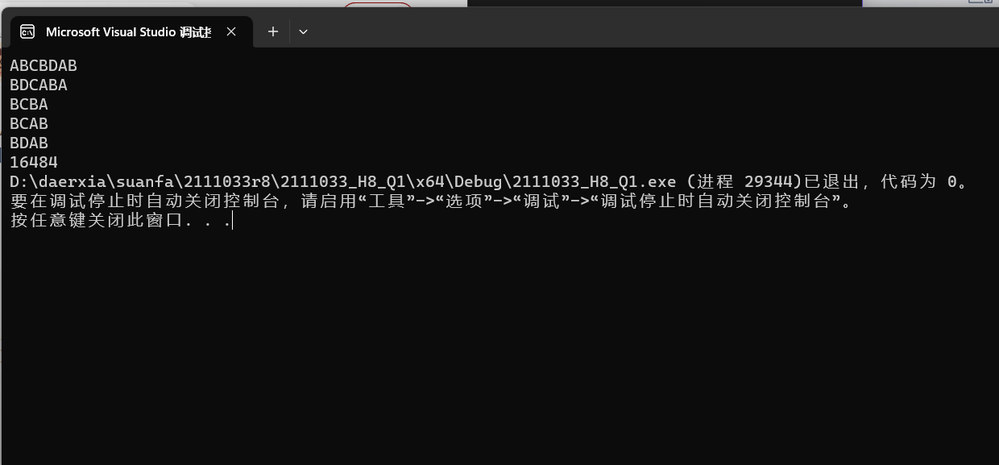 Microsoft Visual Studio 调试
ABCBDAB
BDCABA
BCBA
BCAB
BDAB
16484
D:\daerxia\suanfa\2111033r8\2111033_H8_Q1\x64\Debug\2111033_H8_Q1.exe (进程 29344)已退出，代码为 0。
要在调试停止时自动关闭控制台，请启用“工具”->“选项”->“调试”->“调试停止时自动关闭控制台”。
按任意键关闭此窗口. . .